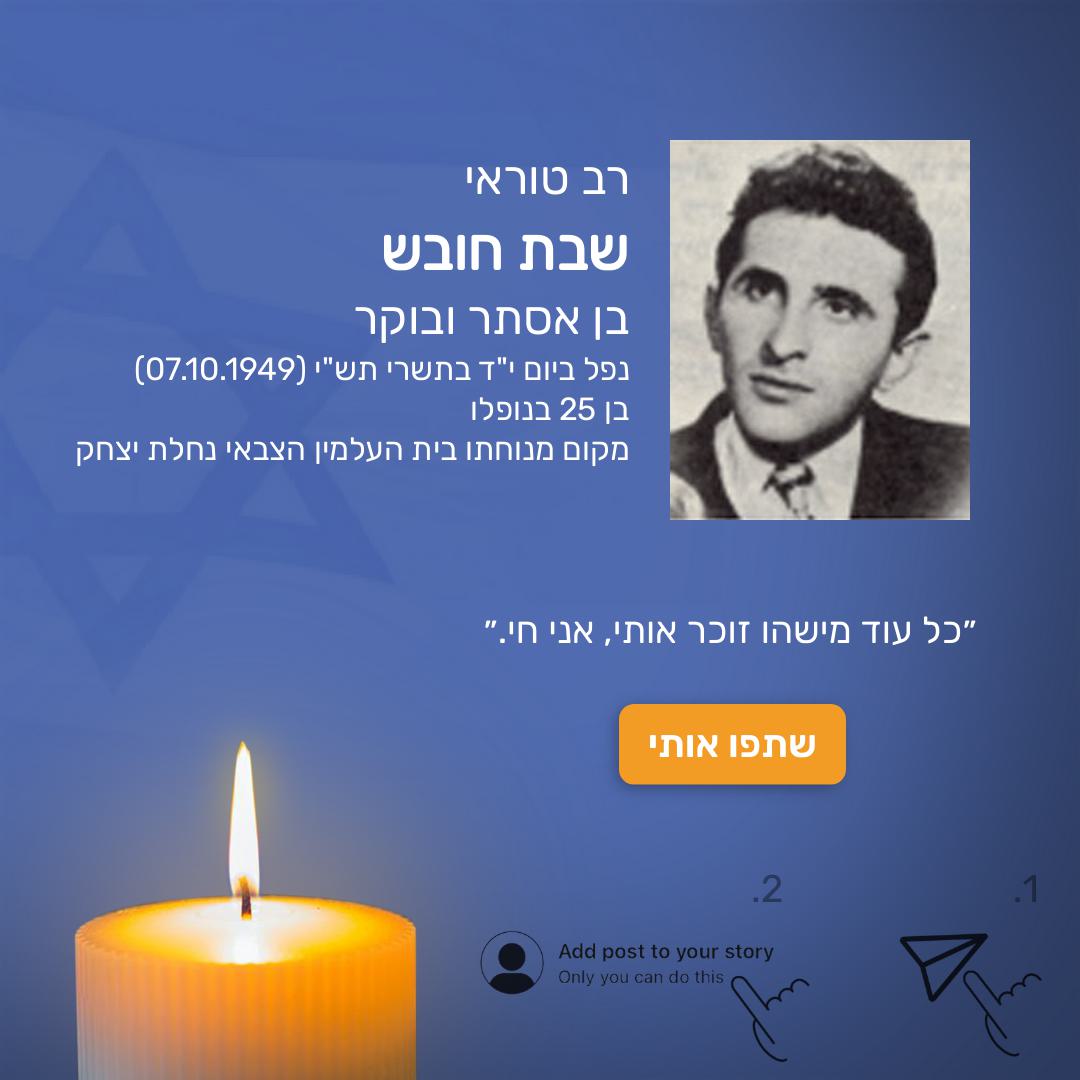 רב טוראי
שבת חובש
בן אסתר ובוקר
נפל ביום י"ד בתשרי תש"י (07.10.1949)
בן 25 בנופלו
מקום מנוחתו בית העלמין הצבאי נחלת יצחק
״כל עוד מישהו זוכר אותי, אני חי.״
שתפו אותי
1.
2.
Add post to your story
Only you can do this